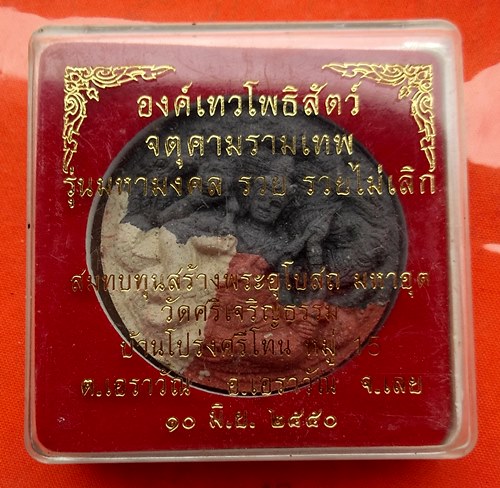 องค์เทวโพธิสัตว์
จตุคามรามเทพ
รุ่นมหามงคล รวย รวยไม่เลิก
สมทบทุนสร้างพระอุโบสถ มหาอุต
วัดศรีเจริญธรรม
บ้านโป่งศรีโทน หมู่
ต.เอราวัณ อ.เอราวัณ จ.เลย
๑๐ มิ.ย. ๒๕๕๐